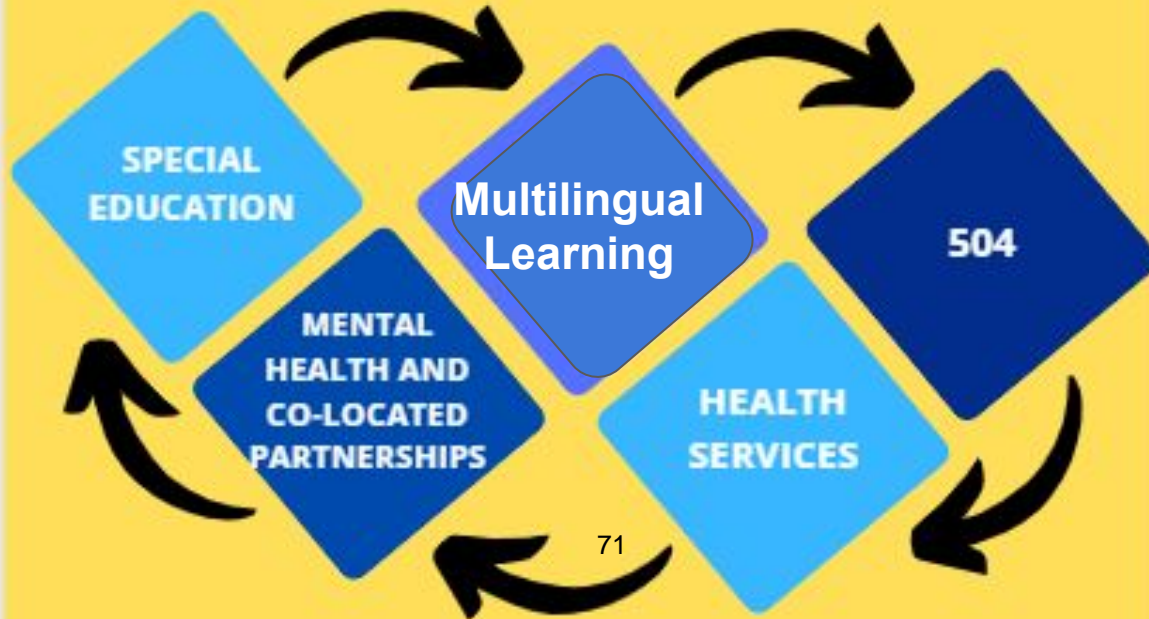 SPECIAL
EDUCATION
Multilingual
Learning
504
MENTAL
HEALTH AND
CO-LOCATED
PARTNERSHIPS
HEALTH
SERVICES
71